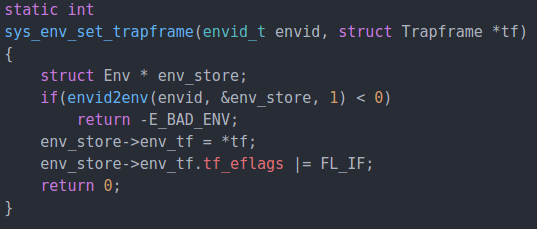 static int
sys_env_set_trapframe(envid_t envid, struct Trapframe *tf)
{
    struct Env * env_store;
    if(envid2env(envid, &env_store, 1) < 0)
        return -E_BAD_ENV;
    env_store->env_tf = *tf;
    env_store->env_tf.tf_eflags |= FL_IF;
    return 0;
}